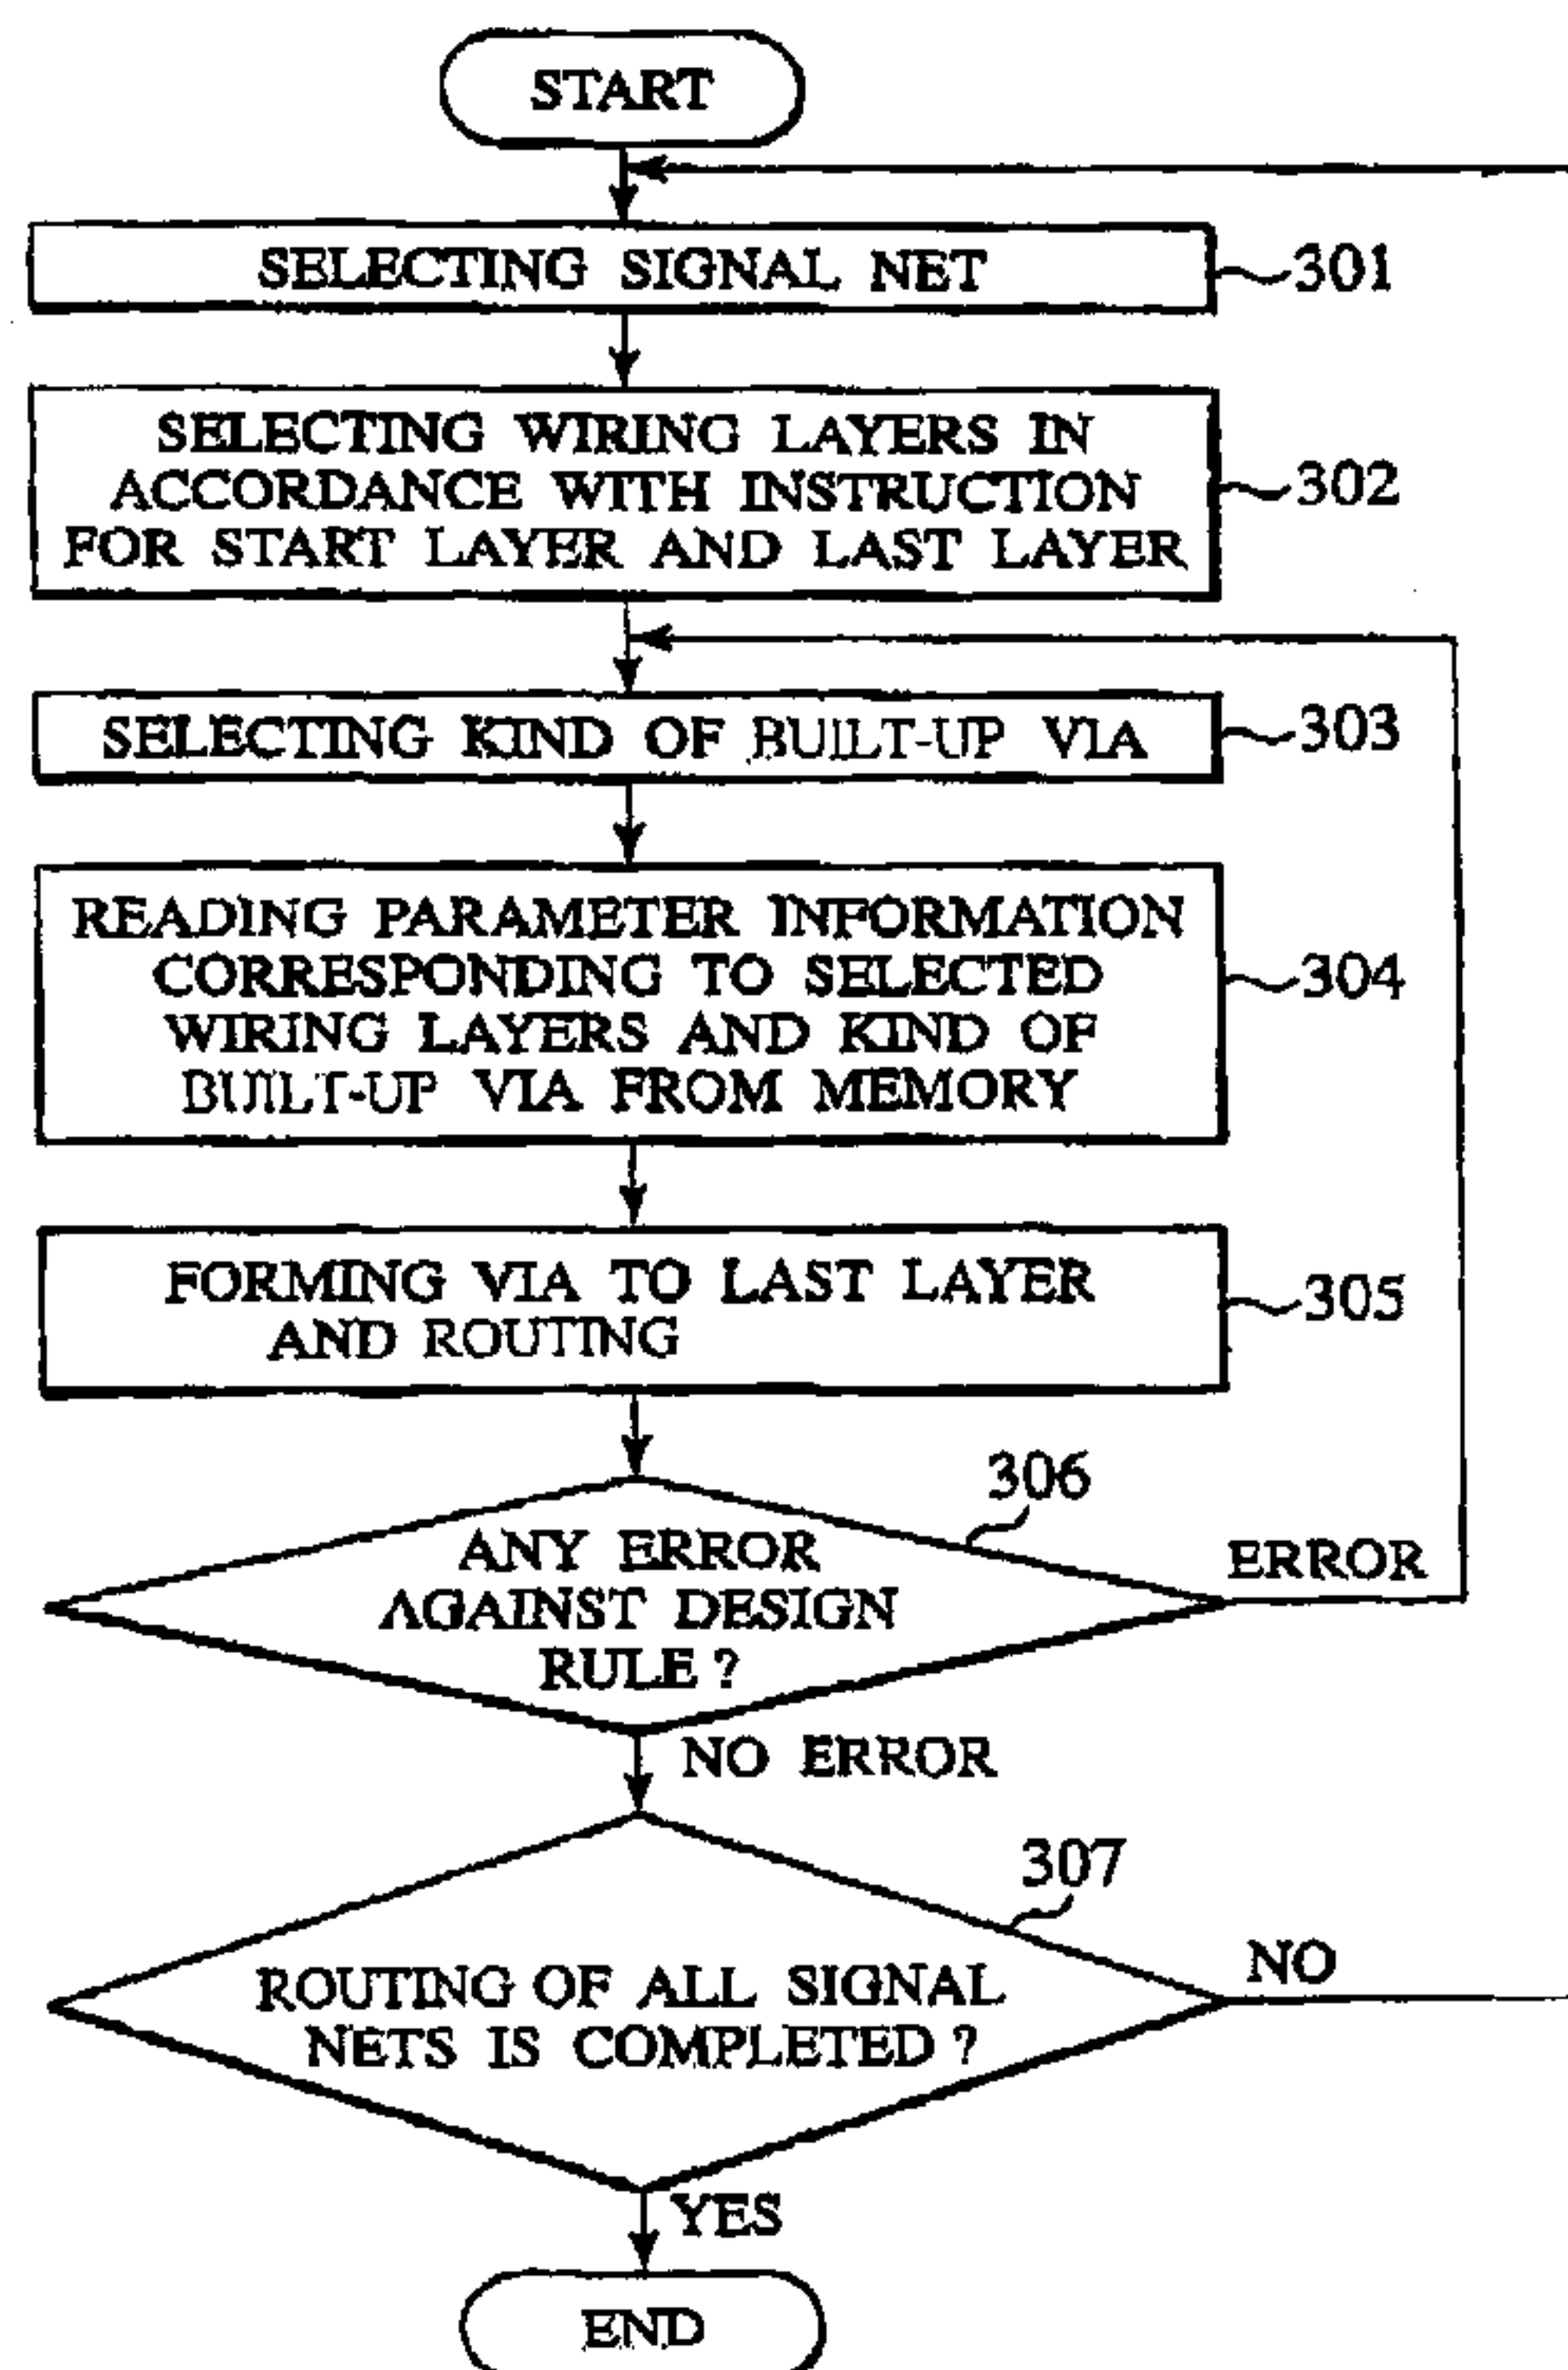 START
SELECTING SIGNAL NET
301
SELECTING WIRING LAYERS IN
ACCORDANCE WITH INSTRUCTION
FOR START LAYER AND LAST LAYER
302
SELECTING KIND OF BUILT-UP VIA
303
READING PARAMETER INFORMATION
CORRESPONDING TO SELECTED
WIRING LAYERS AND KIND OF
BUILT-UP VIA FROM MEMORY
304
FORMING VIA TO LAST LAYER
AND ROUTING
305
306
ANY ERROR
AGAINST DESIGN
RULE ?
ERROR
NO ERROR
307
ROUTING OF ALL SIGNAL
NETS IS COMPLETED ?
NO
YES
END